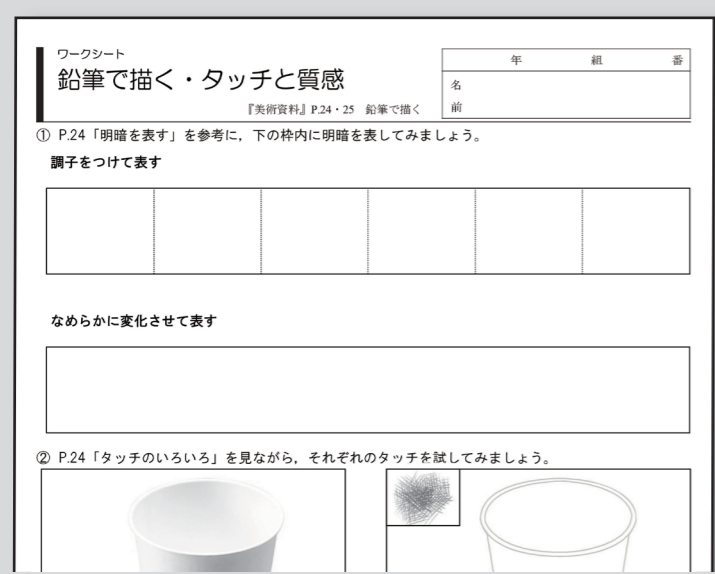 ワークシート
鉛筆で描く・タッチと質感
『美術資料』P.24・25　鉛筆で描く
年　組　番
名前
① P.24「明暗を表す」を参考に，下の枠内に明暗を表してみましょう。
調子をつけて表す
なめらかに変化させて表す
② P.24「タッチのいろいろ」を見ながら，それぞれのタッチを試してみましょう。